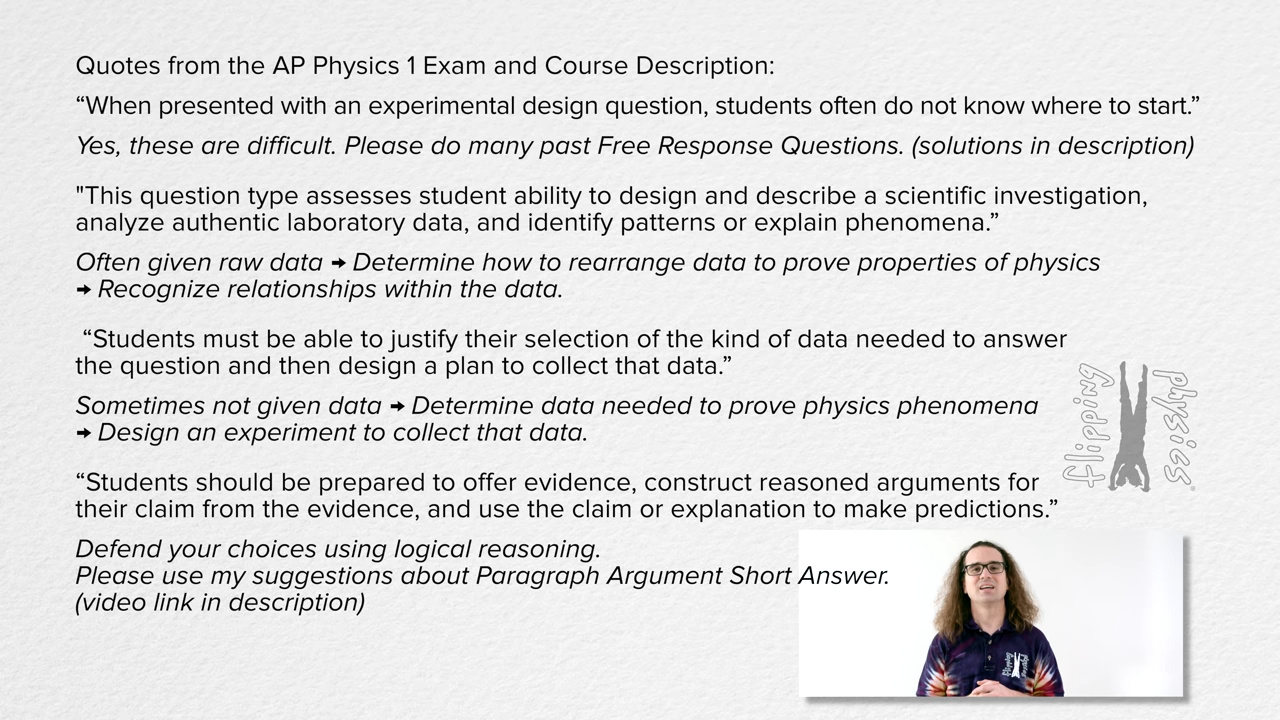 Quotes from the AP Physics 1 Exam and Course Description:
“When presented with an experimental design question, students often do not know where to start.”
Yes, these are difficult. Please do many past Free Response Questions. (solutions in description)
"This question type assesses student ability to design and describe a scientific investigation,
analyze authentic laboratory data, and identify patterns or explain phenomena.”
Often given raw data ➜ Determine how to rearrange data to prove properties of physics
➜ Recognize relationships within the data.
“Students must be able to justify their selection of the kind of data needed to answer
the question and then design a plan to collect that data.”
Sometimes not given data ➜ Determine data needed to prove physics phenomena
➜ Design an experiment to collect that data.
“Students should be prepared to offer evidence, construct reasoned arguments for
their claim from the evidence, and use the claim or explanation to make predictions.”
Defend your choices using logical reasoning.
Please use my suggestions about Paragraph Argument Short Answer.
(video link in description)
flipping
physics
flipping
physics